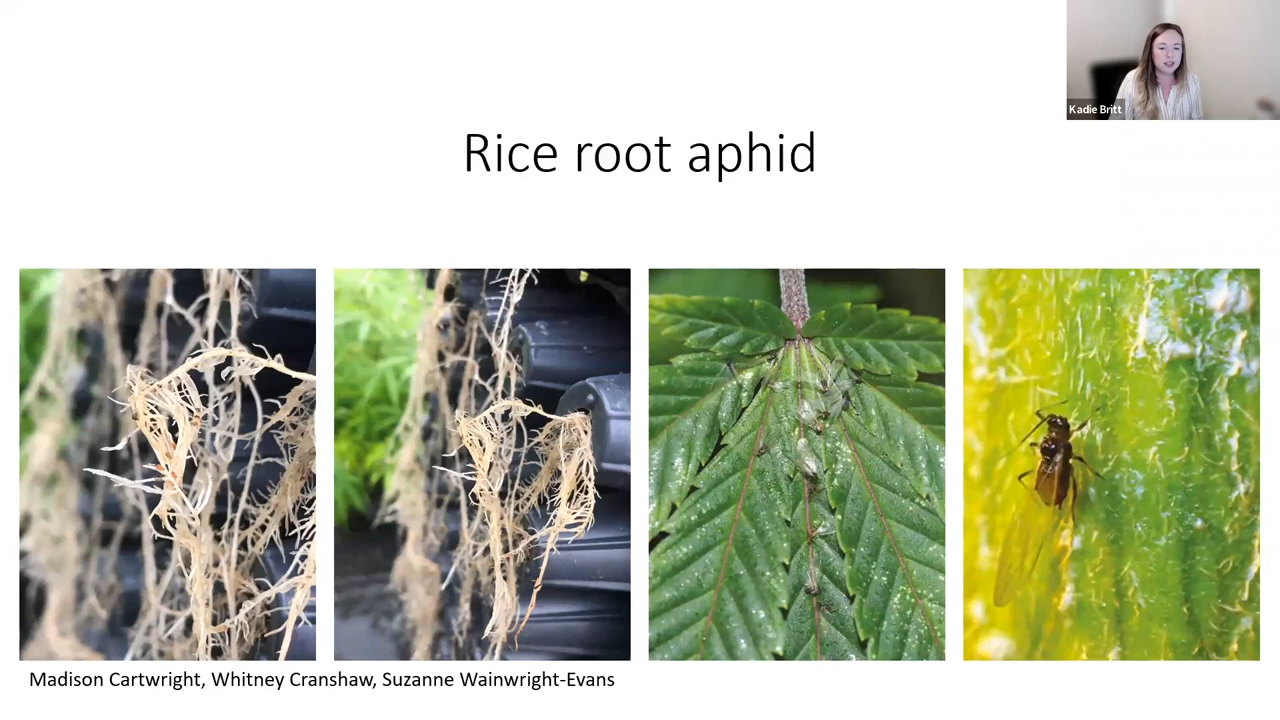 Kadie Britt
Rice root aphid
Madison Cartwright, Whitney Cranshaw, Suzanne Wainwright-Evans